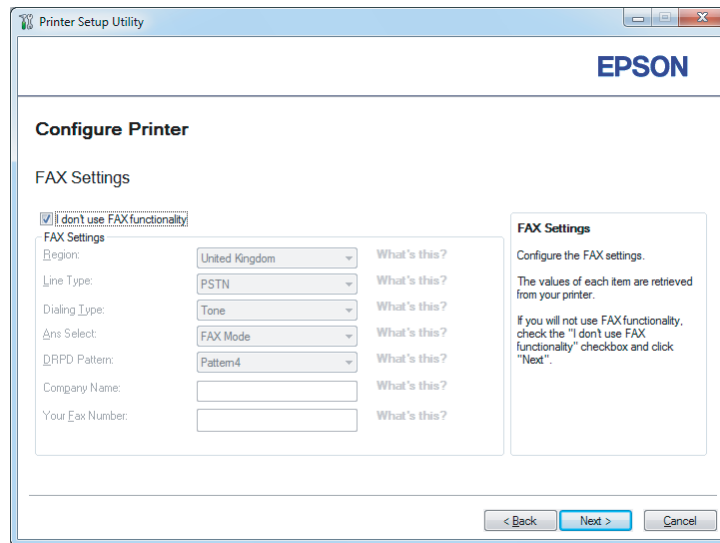 Printer Setup Utility
EPSON
Configure Printer
FAX Settings
I don't use FAX functionality
FAX Settings
Region: United Kingdom What's this?
Line Type: PSTN What's this?
Dialing Type: Tone What's this?
Ans Select: FAX Mode What's this?
DRPD Pattern: Pattern4 What's this?
Company Name: What's this?
Your Fax Number: What's this?
FAX Settings
Configure the FAX settings.
The values of each item are retrieved
from your printer.
If you will not use FAX functionality,
check the "I don't use FAX
functionality" checkbox and click
"Next".
< Back Next > Cancel